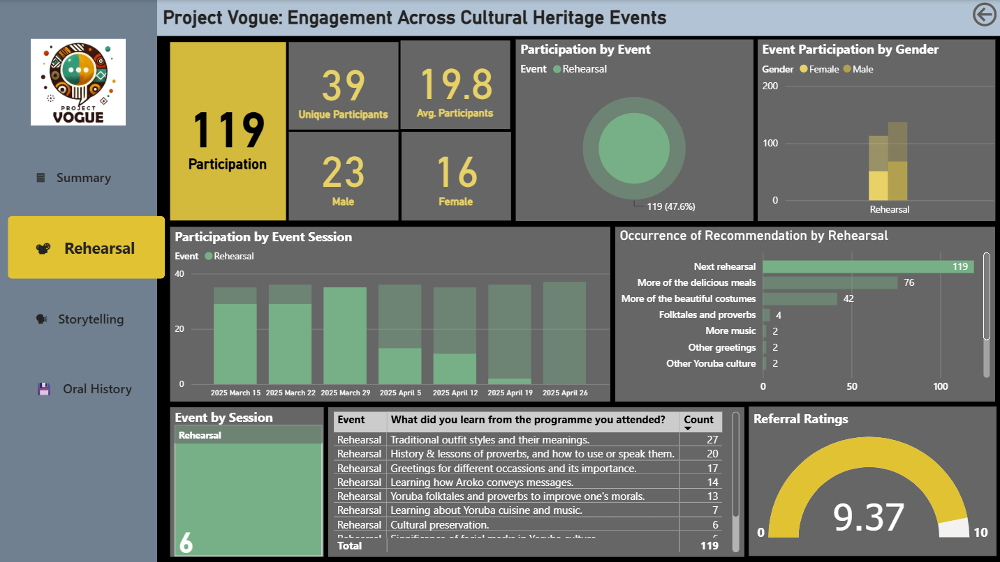 Project Vogue: Engagement Across Cultural Heritage Events
PROJECT
VOGUE
Summary
Rehearsal
Storytelling
Oral History
119
Participation
39
Unique Participants
19.8
Avg. Participants
23
Male
16
Female
Participation by Event
Event Rehearsal
119 (47.6%)
Event Participation by Gender
Gender Female Male
200
100
0
Rehearsal
Participation by Event Session
Event Rehearsal
40
20
0
2025 March 15 2025 March 22 2025 March 29 2025 April 5 2025 April 12 2025 April 19 2025 April 26
Occurrence of Recommendation by Rehearsal
Next rehearsal 119
More of the delicious meals 76
More of the beautiful costumes 42
Folktales and proverbs 4
More music 2
Other greetings 2
Other Yoruba culture 2
0 50 100
Event by Session
Rehearsal
6
Event What did you learn from the programme you attended? Count
Rehearsal Traditional outfit styles and their meanings. 27
Rehearsal History & lessons of proverbs, and how to use or speak them. 20
Rehearsal Greetings for different occassions and its importance. 17
Rehearsal Learning how Aroko conveys messages. 14
Rehearsal Yoruba folktales and proverbs to improve one's morals. 13
Rehearsal Learning about Yoruba cuisine and music. 7
Rehearsal Cultural preservation. 6
Total 119
Referral Ratings
9.37
0 10